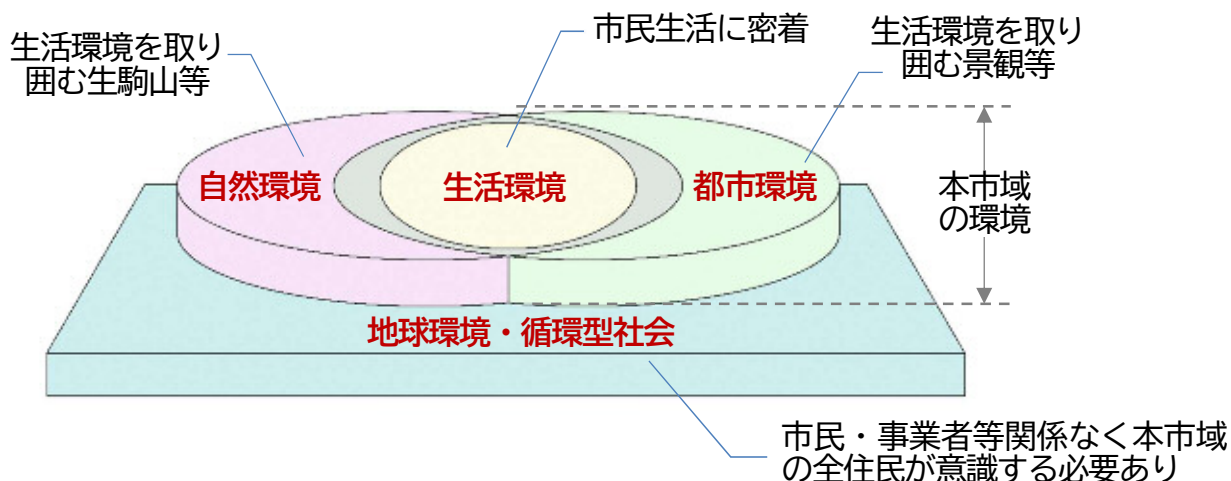 生活環境を取り
囲む生駒山等
市民生活に密着
生活環境を取り
囲む景観等
自然環境
生活環境
都市環境
本市域
の環境
地球環境・循環型社会
市民・事業者等関係なく本市域
の全住民が意識する必要あり